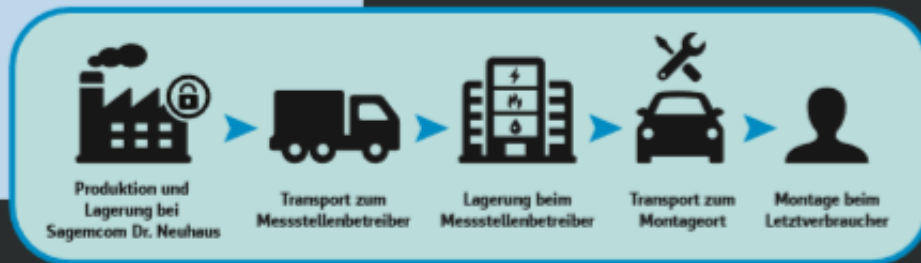 Produktion und
Lagerung bei
Sagemcom Dr. Neuhaus
Transport zum
Messstellenbetreiber
Lagerung beim
Messstellenbetreiber
Transport zum
Montageort
Montage beim
Letztverbraucher